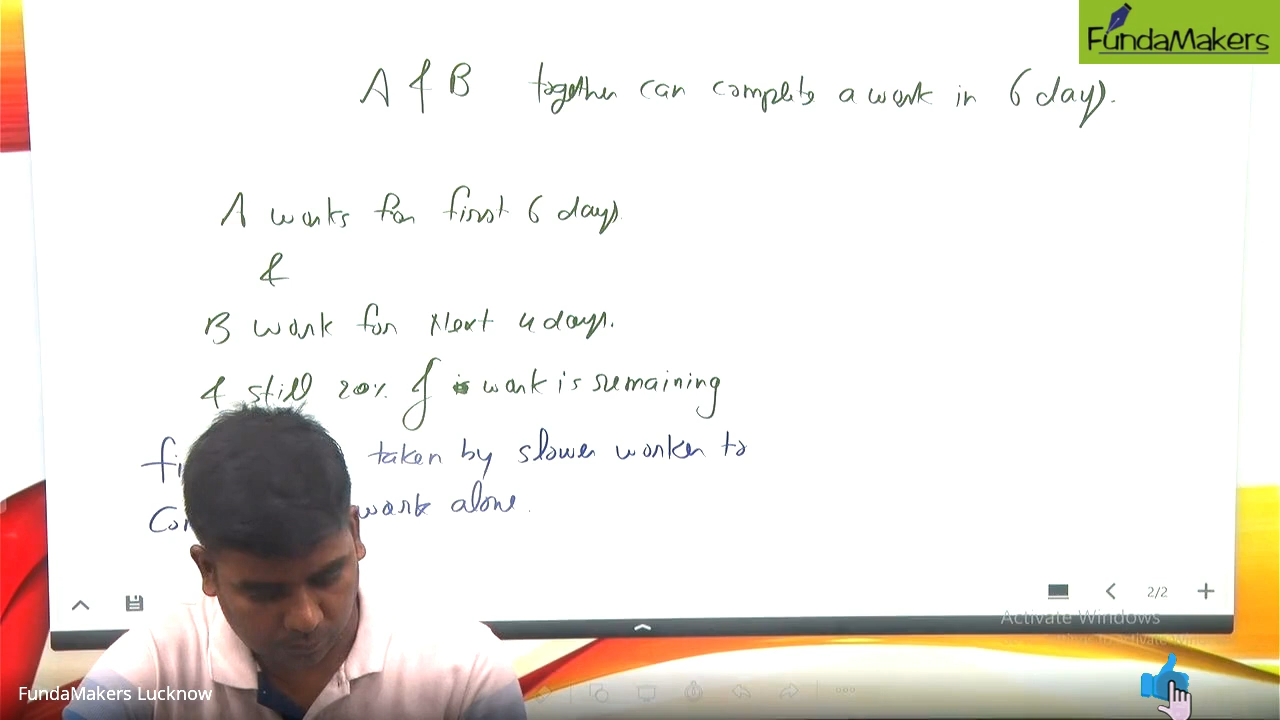 FundaMakers
A & B together can complete a work in 6 days.
A works for first 6 days
&
B work for Next 4 days.
& still 20% of work is remaining
taken by slower worker to
work alone.
2/2
Activate Windows
FundaMakers Lucknow